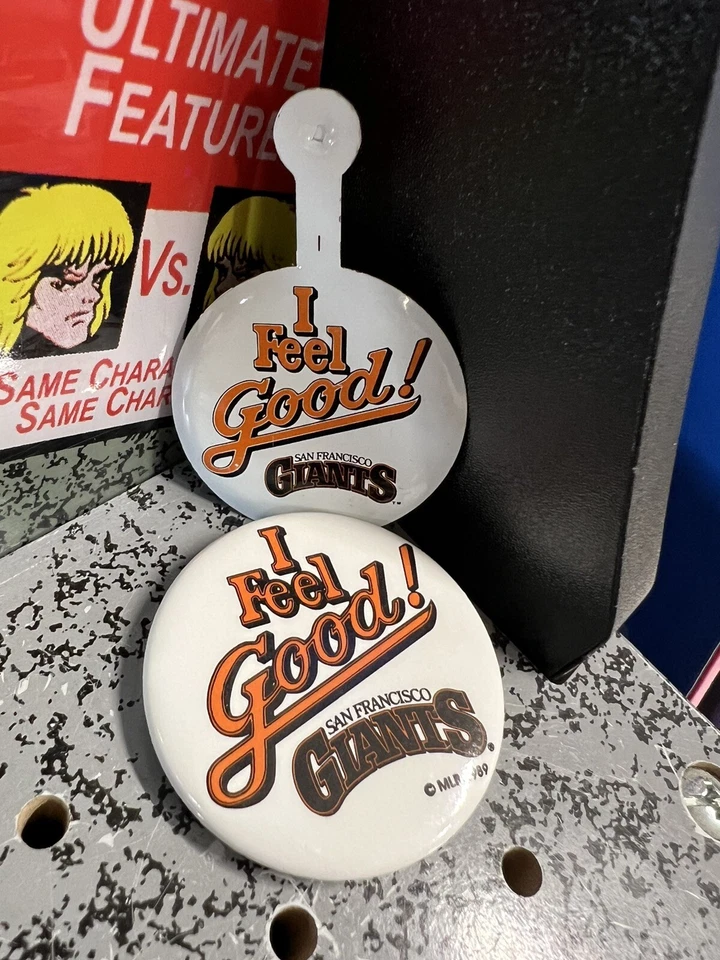 ULTIMATE
FEATURE
Vs.
SAME CHARA
SAME CHAR
I
Feel
Good!
SAN FRANCISCO
GIANTS
I
Feel
Good!
SAN FRANCISCO
GIANTS
©